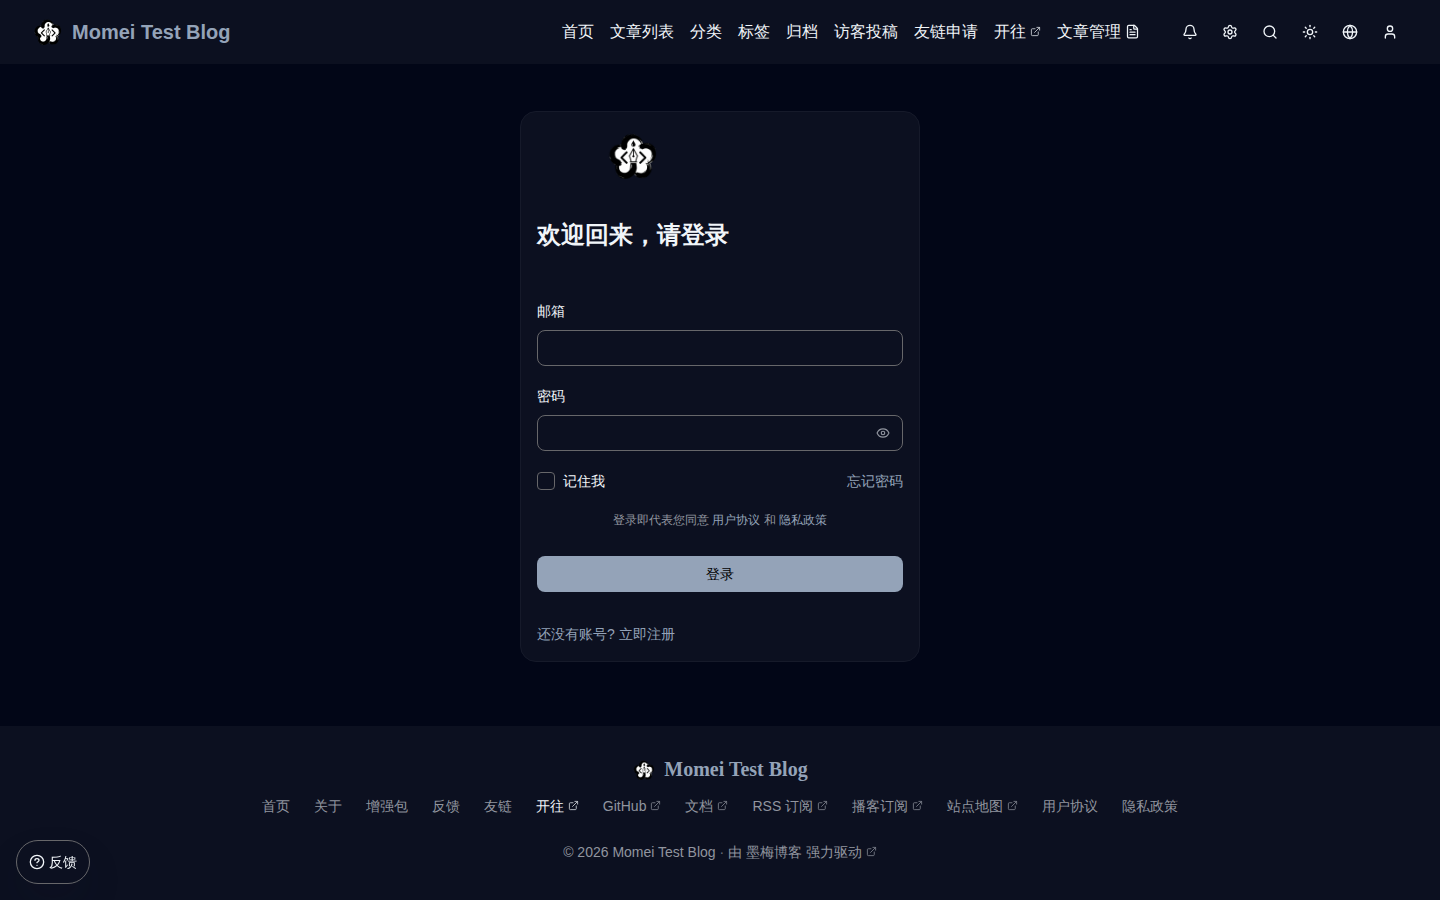 Momei Test Blog 首页 文章列表 分类 标签 归档 访客投稿 友链申请 开往 文章管理
欢迎回来，请登录
邮箱
密码
记住我 忘记密码
登录即代表您同意 用户协议 和 隐私政策
登录
还没有账号? 立即注册
Momei Test Blog
首页 关于 增强包 反馈 友链 开往 GitHub 文档 RSS 订阅 播客订阅 站点地图 用户协议 隐私政策
© 2026 Momei Test Blog · 由 墨梅博客 强力驱动
反馈